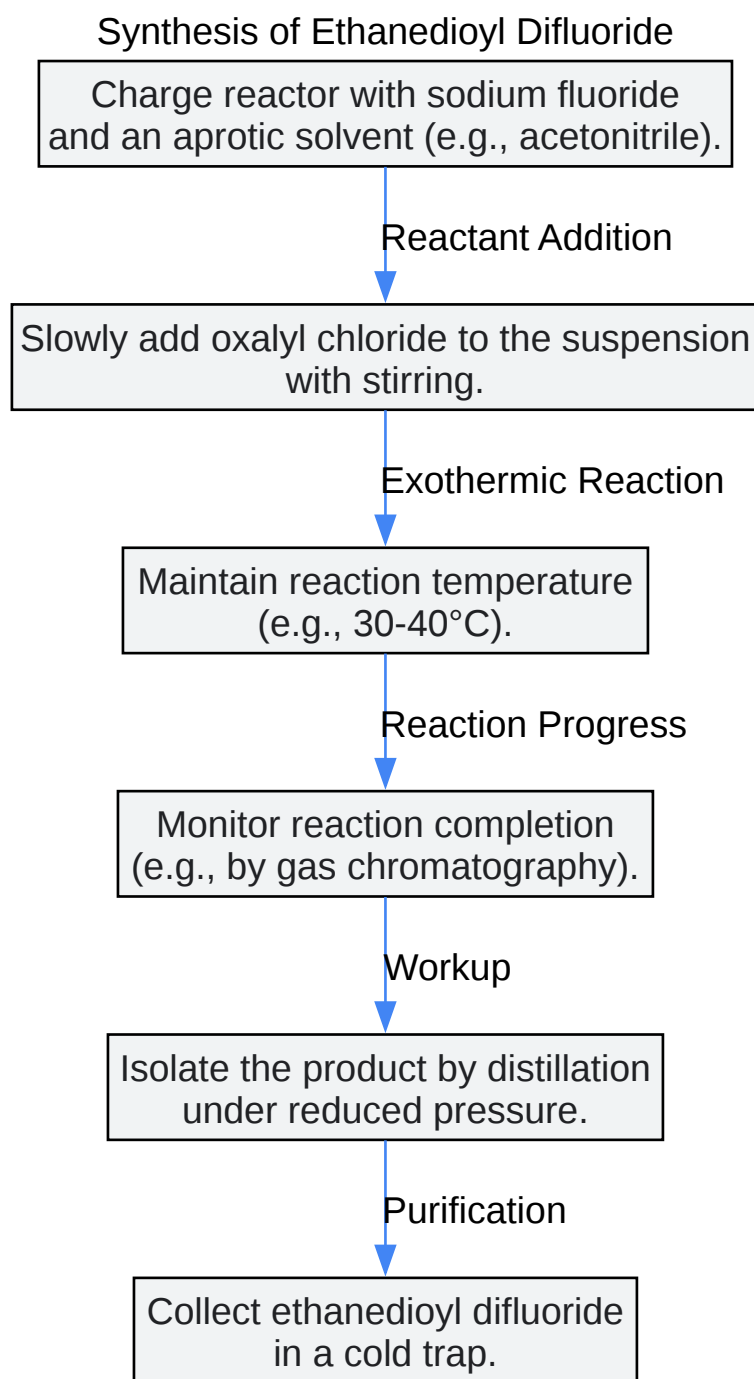 Synthesis of Ethanedioyl Difluoride
Charge reactor with sodium fluoride
and an aprotic solvent (e.g., acetonitrile).
Reactant Addition
Slowly add oxalyl chloride to the suspension
with stirring.
Exothermic Reaction
Maintain reaction temperature
(e.g., 30-40°C).
Reaction Progress
Monitor reaction completion
(e.g., by gas chromatography).
Workup
Isolate the product by distillation
under reduced pressure.
Purification
Collect ethanedioyl difluoride
in a cold trap.